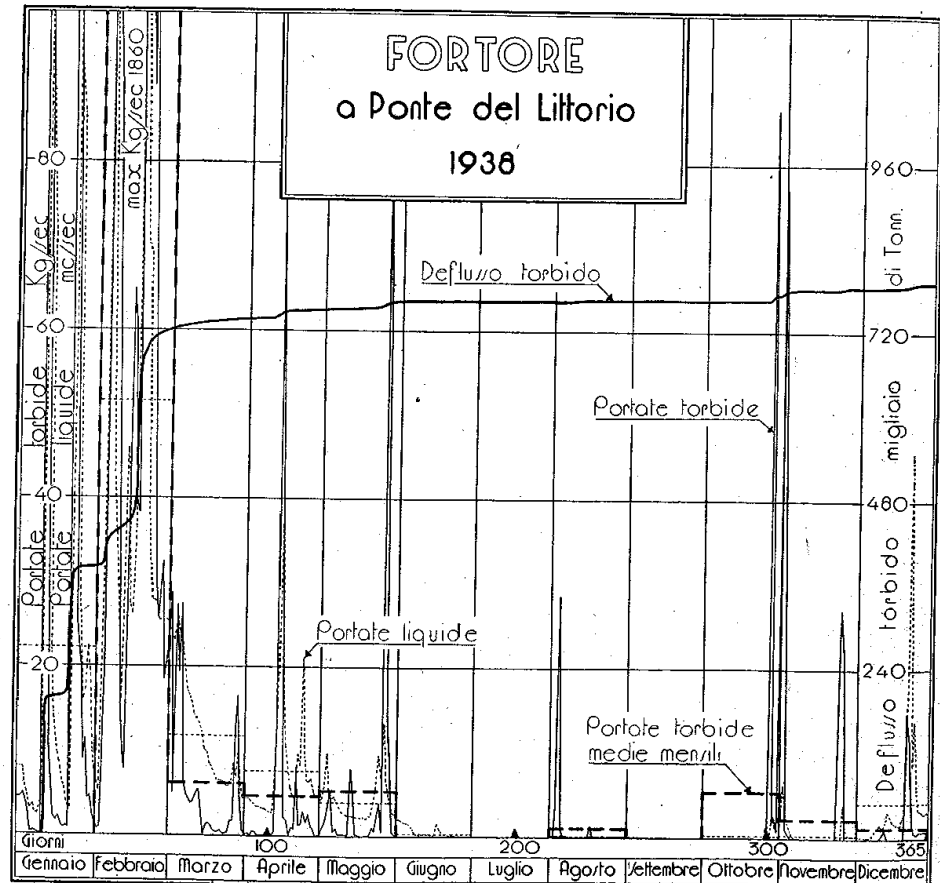 FORTORE
a Ponte del Littorio
1938
max Kg/sec 1860
80
60
40
20
Portate torbide Kg/sec
Portate liquide mc/sec
Deflusso torbido
Portate torbide
Portate liquide
Portate torbide
medie mensili
960
720
480
240
Deflusso torbido migliaia di Tonn.
Giorni
100
200
300
365
Gennaio Febbraio Marzo Aprile Maggio Giugno Luglio Agosto Settembre Ottobre Novembre Dicembre